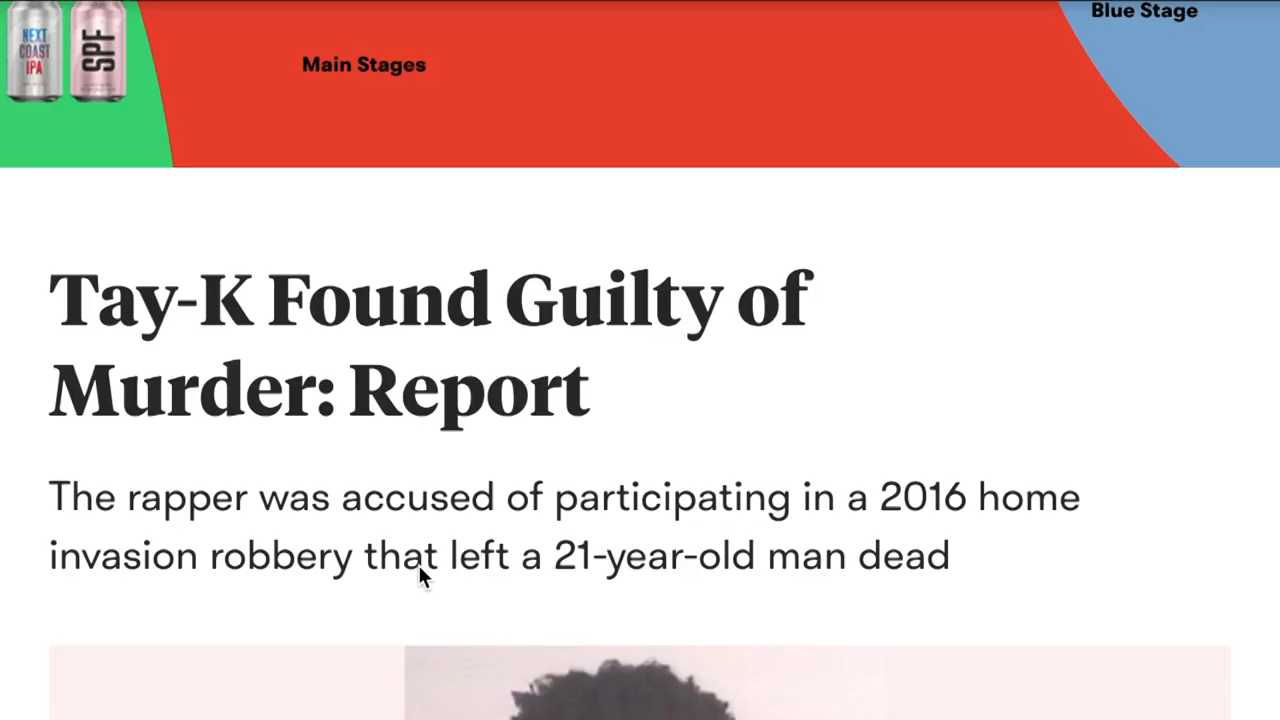 Blue Stage
NEXT
COAST
IPA
SPF
Main Stages
Tay-K Found Guilty of
Murder: Report
The rapper was accused of participating in a 2016 home
invasion robbery that left a 21-year-old man dead